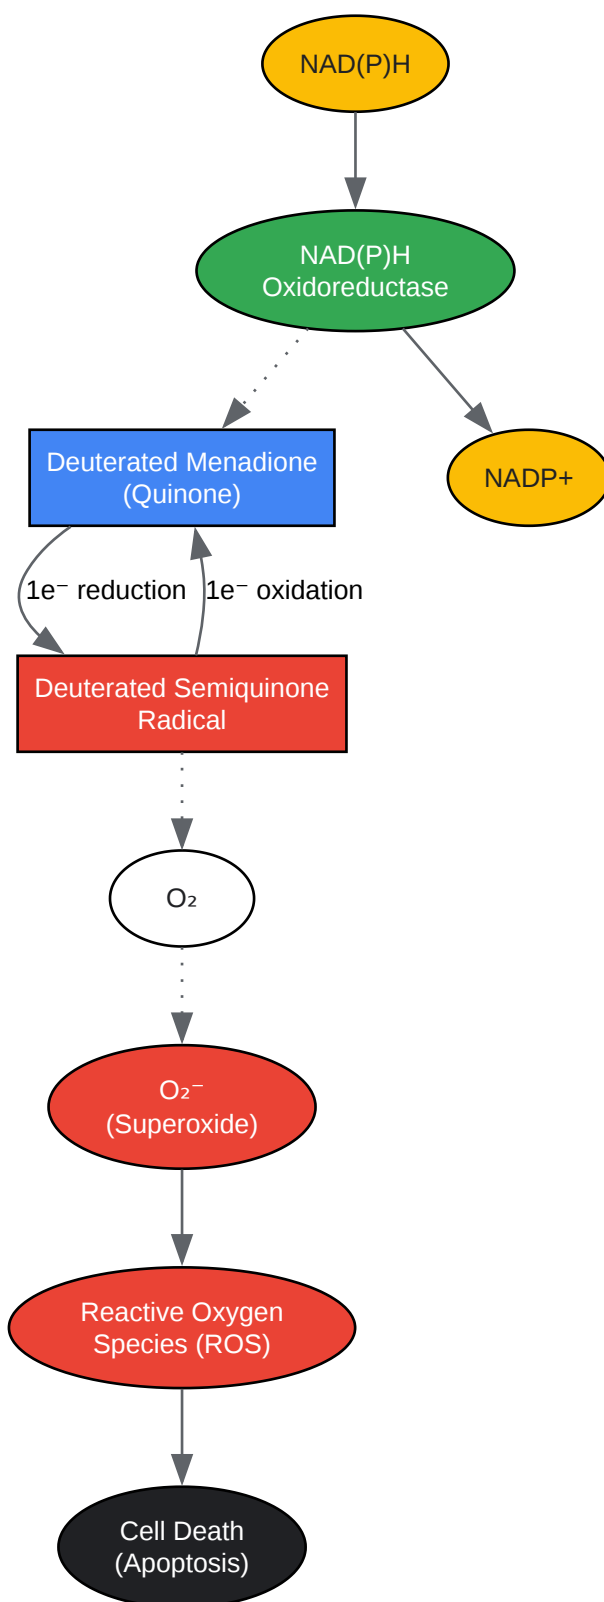 NAD(P)H
NAD(P)H
Oxidoreductase
Deuterated Menadione
(Quinone)
NADP+
1e⁻ reduction
1e⁻ oxidation
Deuterated Semiquinone
Radical
O₂
O₂⁻
(Superoxide)
Reactive Oxygen
Species (ROS)
Cell Death
(Apoptosis)